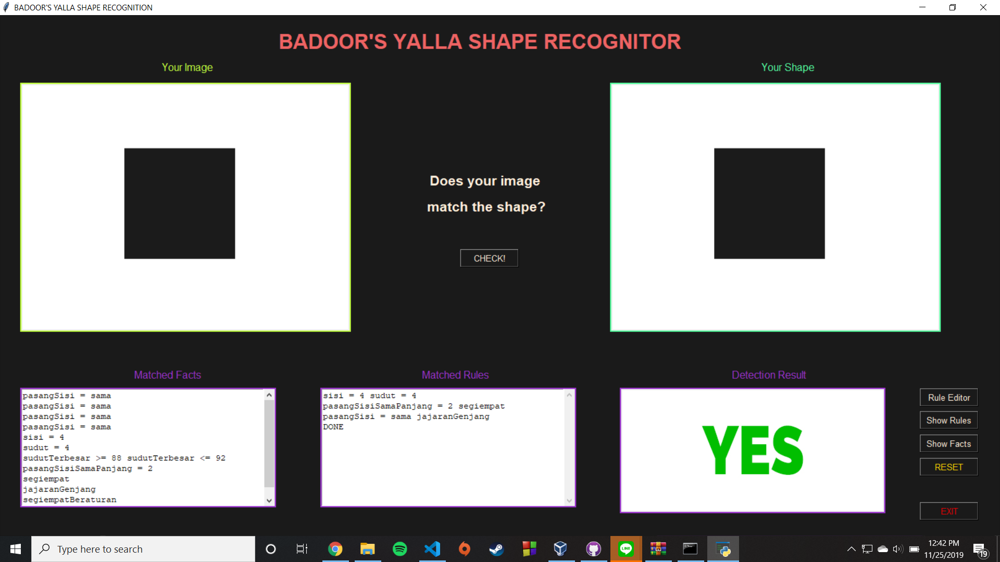 BADOOR'S YALLA SHAPE RECOGNITION
BADOOR'S YALLA SHAPE RECOGNITOR
Your Image
Your Shape
Does your image
match the shape?
CHECK!
Matched Facts
pasangSisi = sama
pasangSisi = sama
pasangSisi = sama
pasangSisi = sama
sisi = 4
sudut = 4
sudutTerbesar >= 88 sudutTerbesar <= 92
pasangSisiSamaPanjang = 2
segiempat
jajaranGenjang
segiempatBeraturan
Matched Rules
sisi = 4 sudut = 4
pasangSisiSamaPanjang = 2 segiempat
pasangSisi = sama jajaranGenjang
DONE
Detection Result
YES
Rule Editor
Show Rules
Show Facts
RESET
EXIT
Type here to search
LINE
12:42 PM
11/25/2019
19